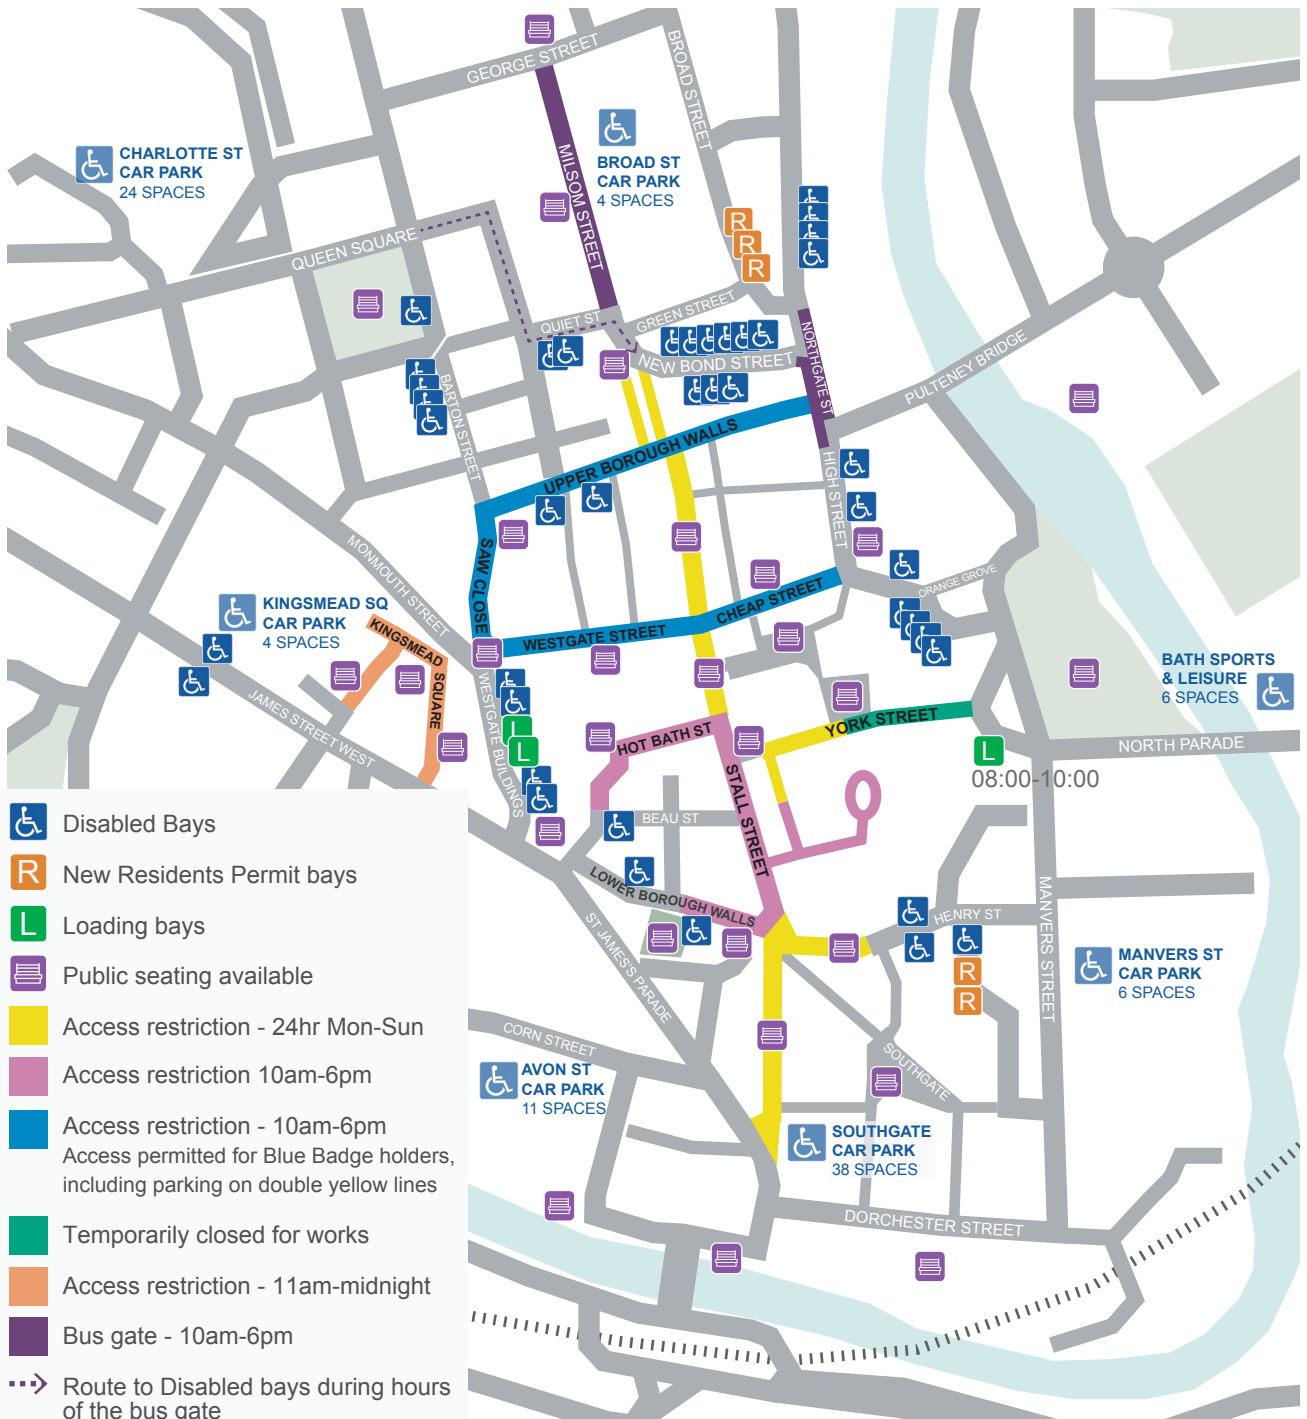 GEORGE STREET
BROAD STREET
MILSOM STREET
CHARLOTTE ST
CAR PARK
24 SPACES
BROAD ST
CAR PARK
4 SPACES
R
R
R
QUEEN SQUARE
QUIET ST
GREEN STREET
NEW BOND STREET
NORTHGATE ST
PULTENEY BRIDGE
BARTON STREET
UPPER BOROUGH WALLS
HIGH STREET
MONMOUTH STREET
SAW CLOSE
CHEAP STREET
ORANGE GROVE
WESTGATE STREET
KINGSMEAD SQ
CAR PARK
4 SPACES
KINGSMEAD
SQUARE
JAMES STREET WEST
WESTGATE BUILDINGS
L
L
BATH SPORTS
& LEISURE
6 SPACES
HOT BATH ST
YORK STREET
L
08:00-10:00
NORTH PARADE
STALL STREET
BEAU ST
LOWER BOROUGH WALLS
ST JAMES'S PARADE
HENRY ST
MANVERS STREET
R
R
MANVERS ST
CAR PARK
6 SPACES
CORN STREET
SOUTHGATE
AVON ST
CAR PARK
11 SPACES
SOUTHGATE
CAR PARK
38 SPACES
DORCHESTER STREET
Disabled Bays
R New Residents Permit bays
L Loading bays
Public seating available
Access restriction - 24hr Mon-Sun
Access restriction 10am-6pm
Access restriction - 10am-6pm
Access permitted for Blue Badge holders,
including parking on double yellow lines
Temporarily closed for works
Access restriction - 11am-midnight
Bus gate - 10am-6pm
Route to Disabled bays during hours
of the bus gate